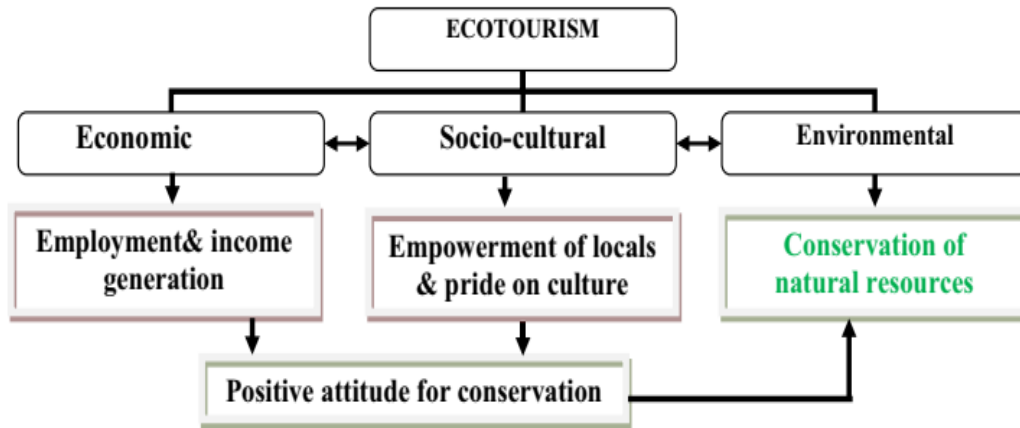 ECOTOURISM
Economic
Socio-cultural
Environmental
Employment& income
generation
Empowerment of locals
& pride on culture
Conservation of
natural resources
Positive attitude for conservation